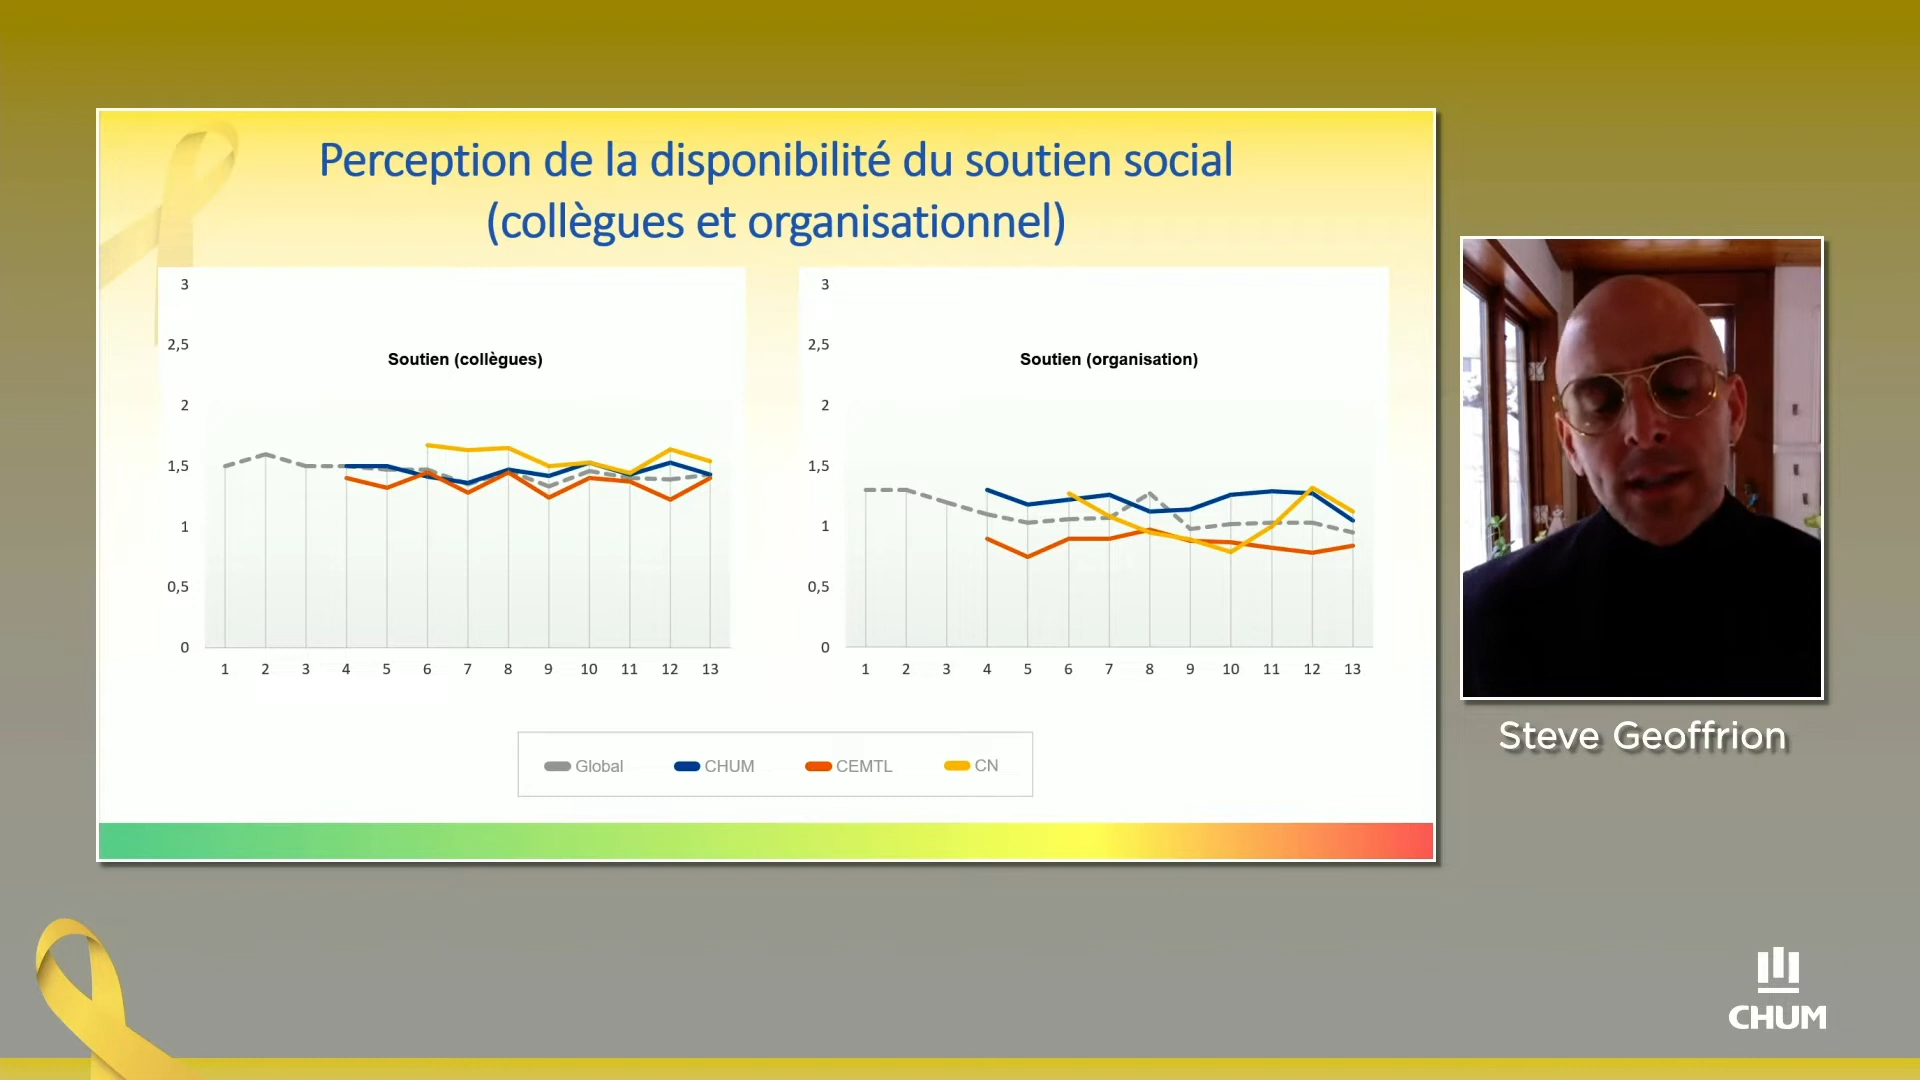 Perception de la disponibilité du soutien social
(collègues et organisationnel)
3
2,5
2
1,5
1
0,5
0
Soutien (collègues)
1 2 3 4 5 6 7 8 9 10 11 12 13
3
2,5
2
1,5
1
0,5
0
Soutien (organisation)
1 2 3 4 5 6 7 8 9 10 11 12 13
Global CHUM CEMTL CN
Steve Geoffrion
CHUM